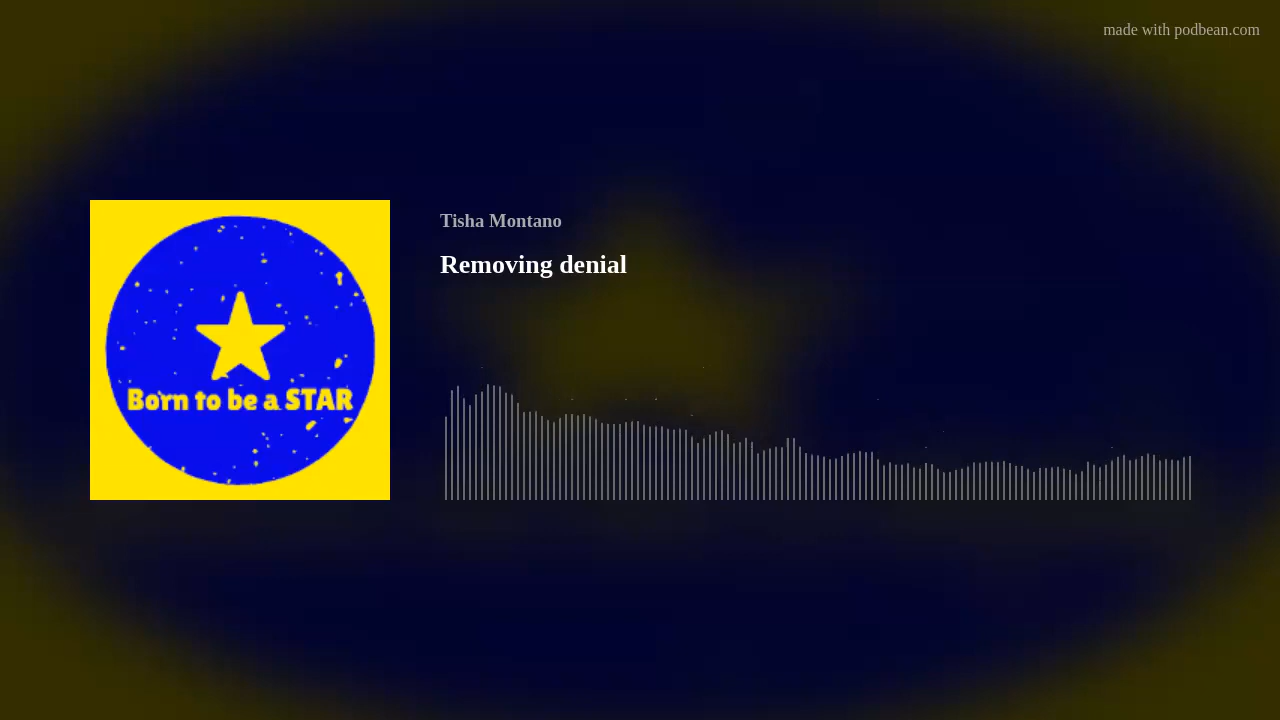 made with podbean.com
Tisha Montano
Removing denial
Born to be a STAR